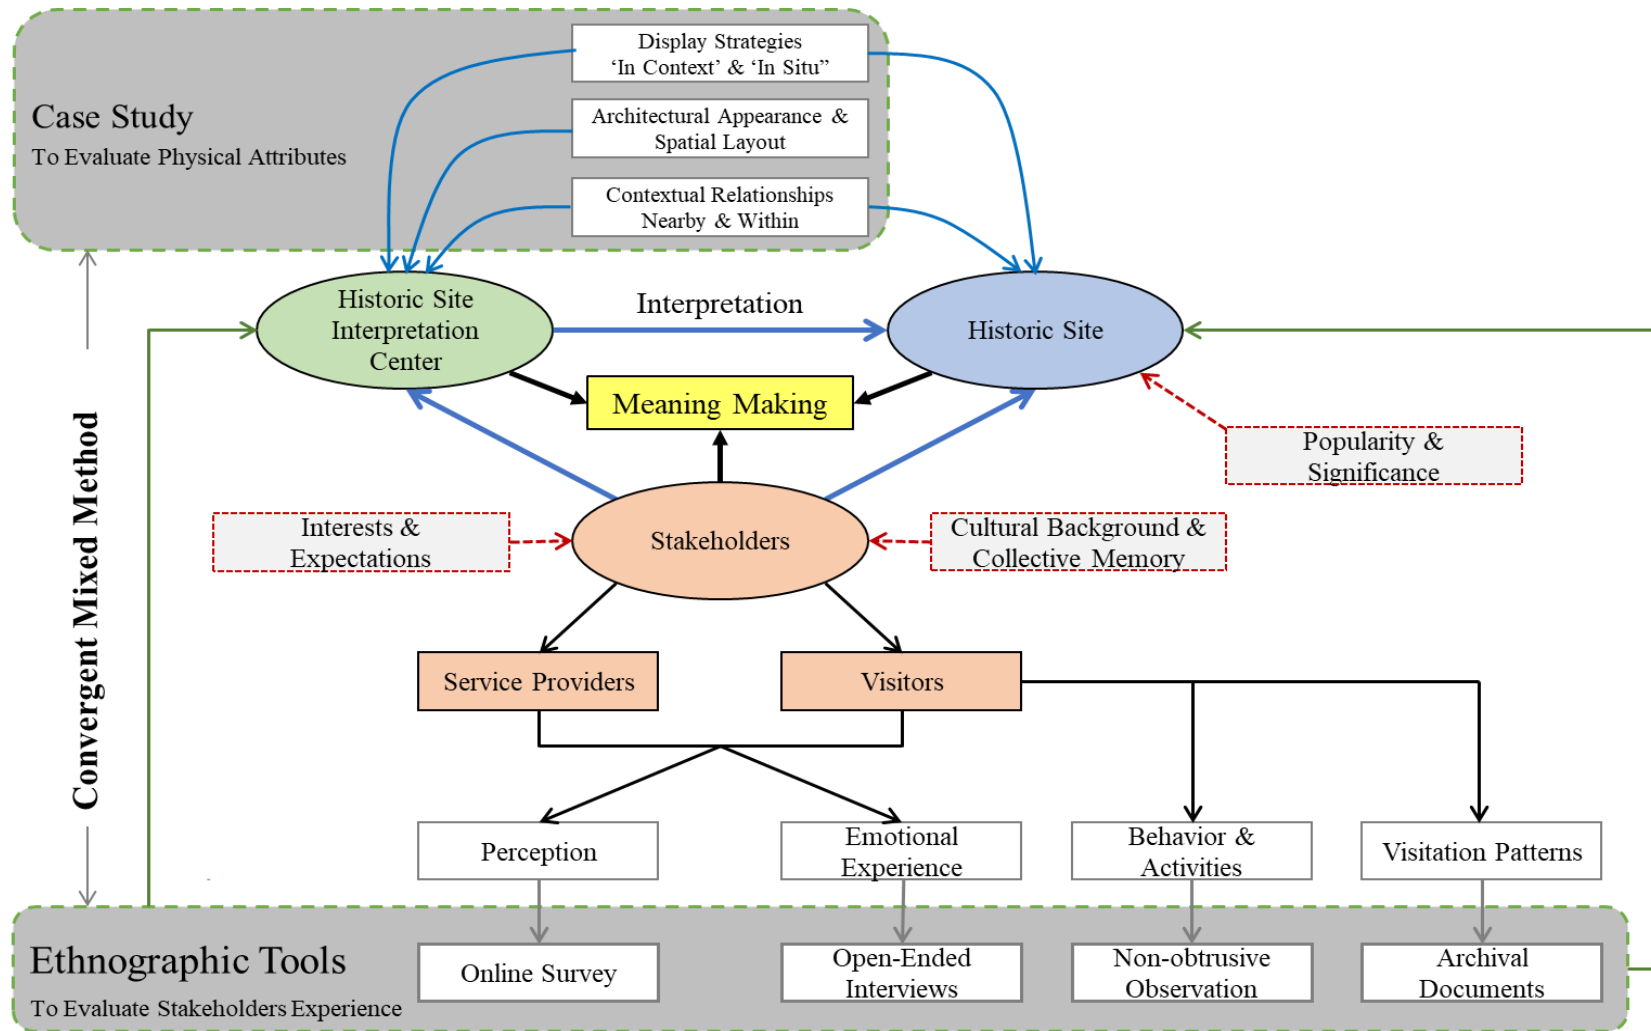 Display Strategies
‘In Context’ & ‘In Situ”
Case Study
To Evaluate Physical Attributes
Architectural Appearance &
Spatial Layout
Contextual Relationships
Nearby & Within
Historic Site
Interpretation
Center
Interpretation
Historic Site
Meaning Making
Popularity &
Significance
Convergent Mixed Method
Interests &
Expectations
Stakeholders
Cultural Background &
Collective Memory
Service Providers
Visitors
Perception
Emotional
Experience
Behavior &
Activities
Visitation Patterns
Ethnographic Tools
To Evaluate Stakeholders Experience
Online Survey
Open-Ended
Interviews
Non-obtrusive
Observation
Archival
Documents